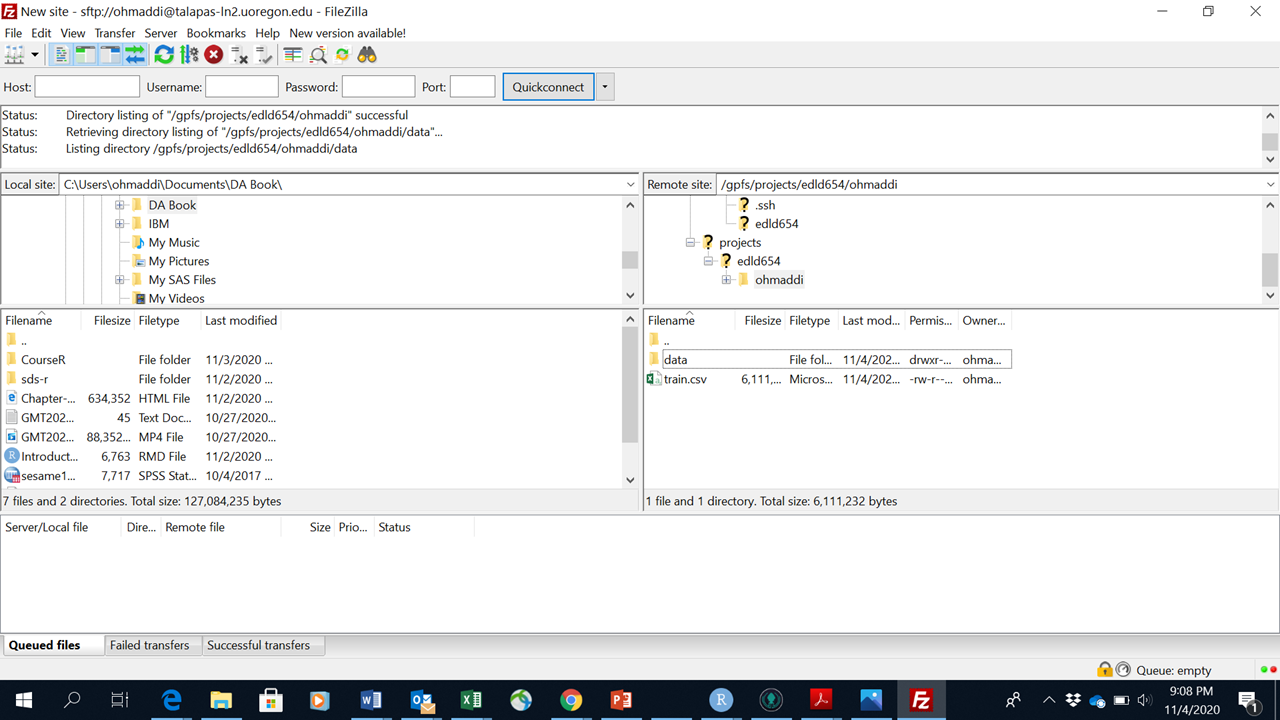 New site - sftp://ohmaddi@talapas-ln2.uoregon.edu - FileZilla
File Edit View Transfer Server Bookmarks Help New version available!
Host: Username: Password: Port: Quickconnect
Status: Directory listing of "/gpfs/projects/edld654/ohmaddi" successful
Status: Retrieving directory listing of "/gpfs/projects/edld654/ohmaddi/data"...
Status: Listing directory /gpfs/projects/edld654/ohmaddi/data
Local site: C:\Users\ohmaddi\Documents\DA Book\
DA Book
IBM
My Music
My Pictures
My SAS Files
My Videos
Remote site: /gpfs/projects/edld654/ohmaddi
.ssh
edld654
projects
edld654
ohmaddi
Filename Filesize Filetype Last modified
..
CourseR File folder 11/3/2020 ...
sds-r File folder 11/2/2020 ...
Chapter-... 634,352 HTML File 11/2/2020 ...
GMT202... 45 Text Doc... 10/27/2020...
GMT202... 88,352... MP4 File 10/27/2020...
Introduct... 6,763 RMD File 11/2/2020 ...
sesame1... 7,717 SPSS Stat... 10/4/2017 ...
7 files and 2 directories. Total size: 127,084,235 bytes
Filename Filesize Filetype Last mod... Permis... Owner...
..
data File fol... 11/4/202... drwxr-... ohma...
train.csv 6,111,... Micros... 11/4/202... -rw-r--... ohma...
1 file and 1 directory. Total size: 6,111,232 bytes
Server/Local file Dire... Remote file Size Prio... Status
Queued files Failed transfers Successful transfers
Queue: empty
9:08 PM
11/4/2020
1